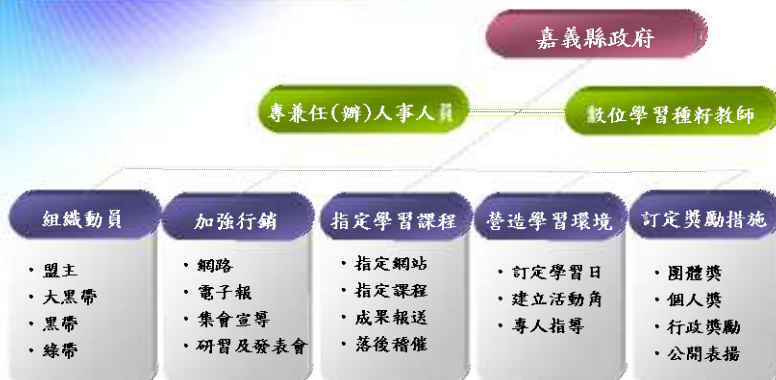 嘉義縣政府
專兼任(辦)人事人員
數位學習種籽教師
組織動員
・盟主
・大黑帶
・黑帶
・綠帶
加強行銷
・網路
・電子報
・集會宣導
・研習及發表會
指定學習課程
・指定網站
・指定課程
・成果報送
・落後稽催
營造學習環境
・訂定學習日
・建立活動角
・專人指導
訂定獎勵措施
・團體獎
・個人獎
・行政獎勵
・公開表揚